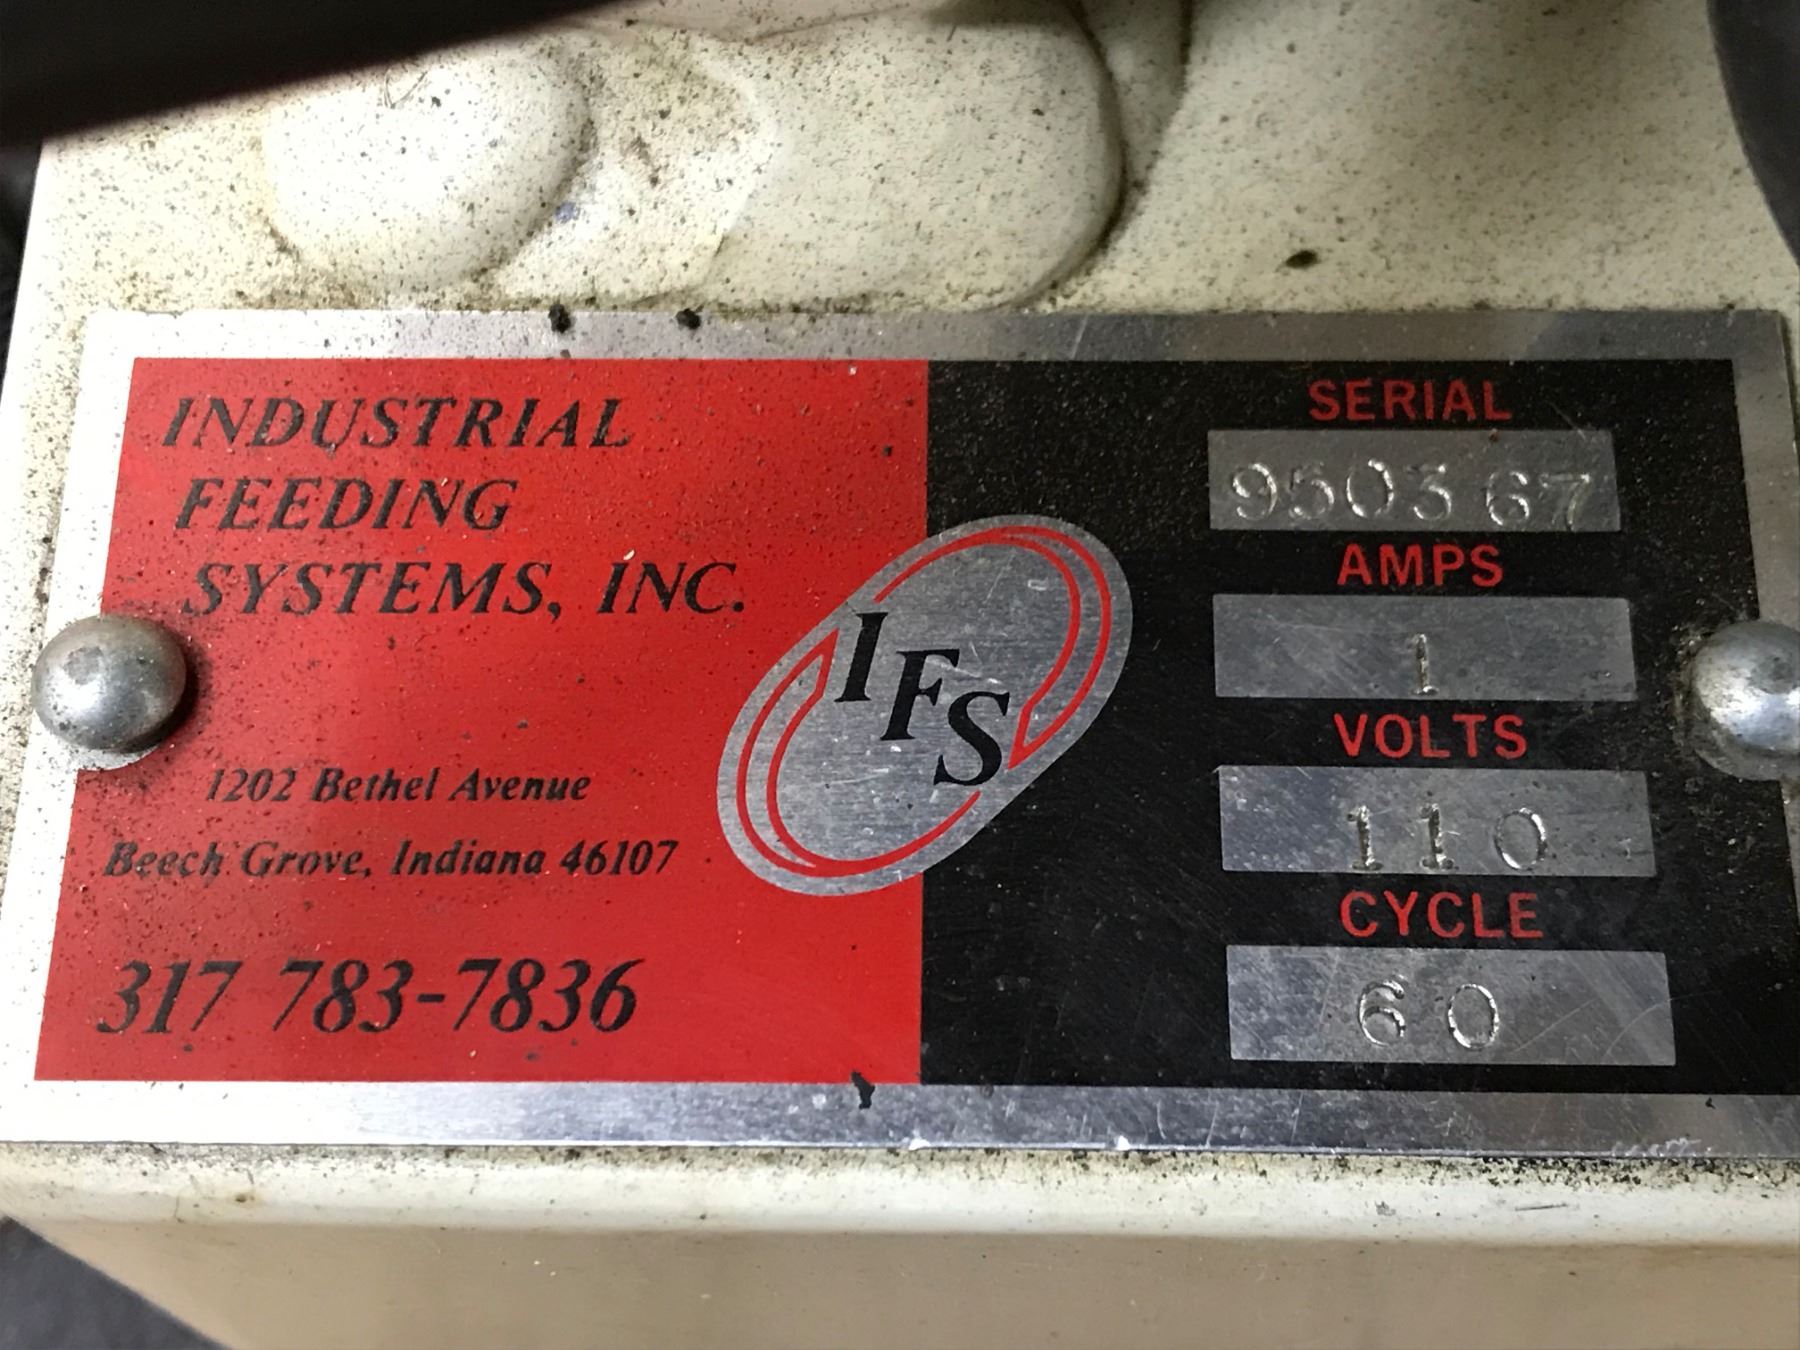 INDUSTRIAL
FEEDING
SYSTEMS, INC.
1202 Bethel Avenue
Beech Grove, Indiana 46107
317 783-7836
IFS
SERIAL
950367
AMPS
1
VOLTS
110
CYCLE
60